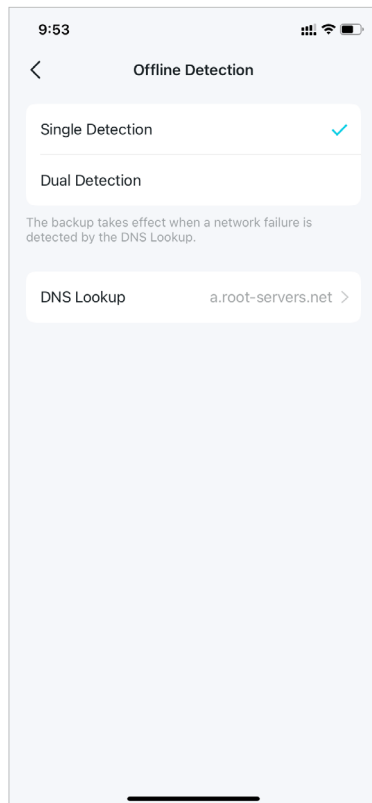 9:53
Offline Detection
Single Detection
Dual Detection
The backup takes effect when a network failure is
detected by the DNS Lookup.
DNS Lookup a.root-servers.net